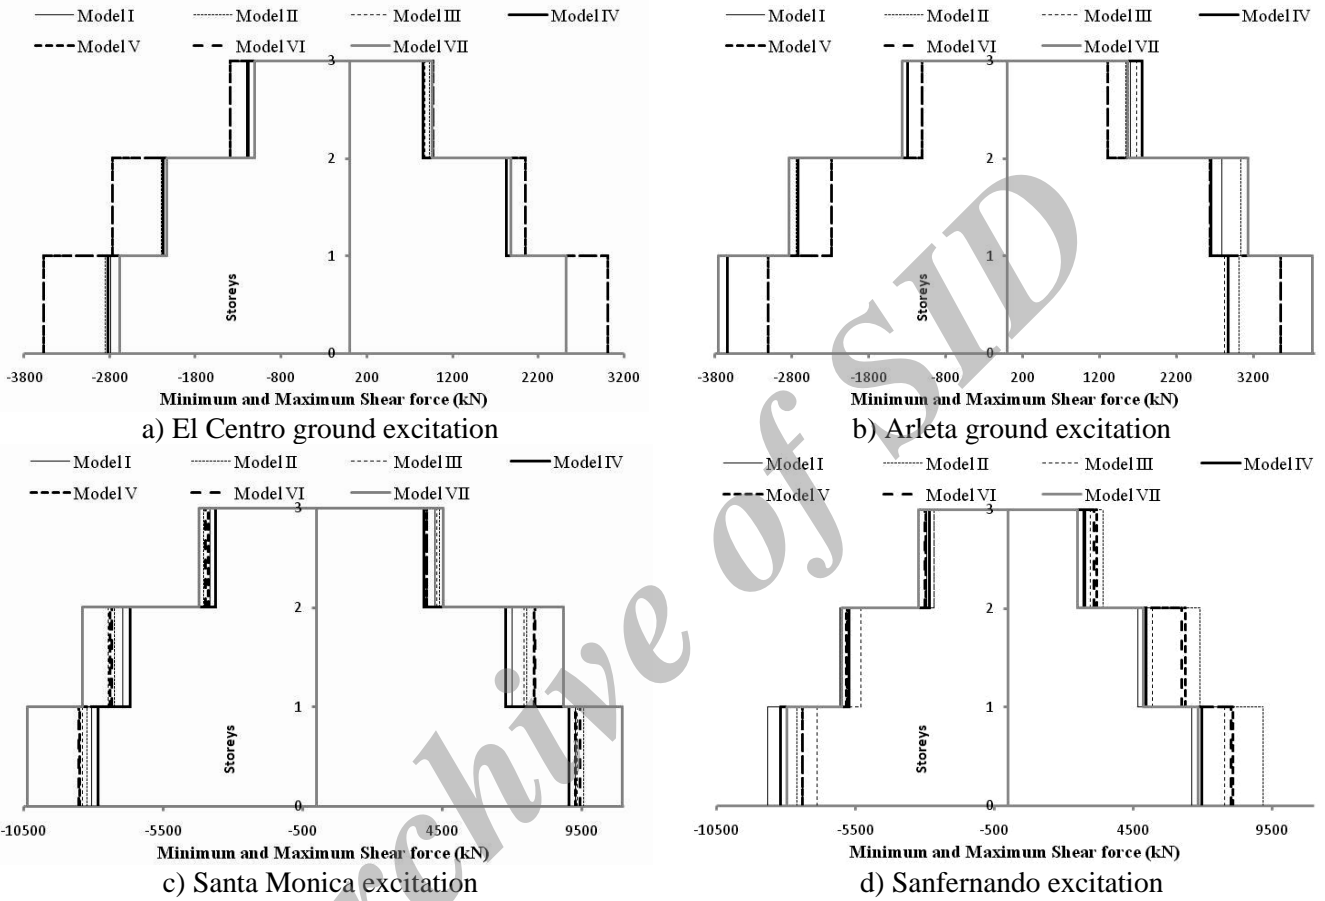 Model I Model II Model III Model IV
Model V Model VI Model VII
3
2
1
0
Storeys
-3800 -2800 -1800 -800 200 1200 2200 3200
Minimum and Maximum Shear force (kN)
a) El Centro ground excitation
Model I Model II Model III Model IV
Model V Model VI Model VII
3
2
1
0
Storeys
-3800 -2800 -1800 -800 200 1200 2200 3200
Minimum and Maximum Shear force (kN)
b) Arleta ground excitation
Model I Model II Model III Model IV
Model V Model VI Model VII
3
2
1
0
Storeys
-10500 -5500 -500 4500 9500
Minimum and Maximum Shear force (kN)
c) Santa Monica excitation
Model I Model II Model III Model IV
Model V Model VI Model VII
3
2
1
0
Storeys
-10500 -5500 -500 4500 9500
Minimum and Maximum Shear force (kN)
d) Sanfernando excitation
Archive of SID